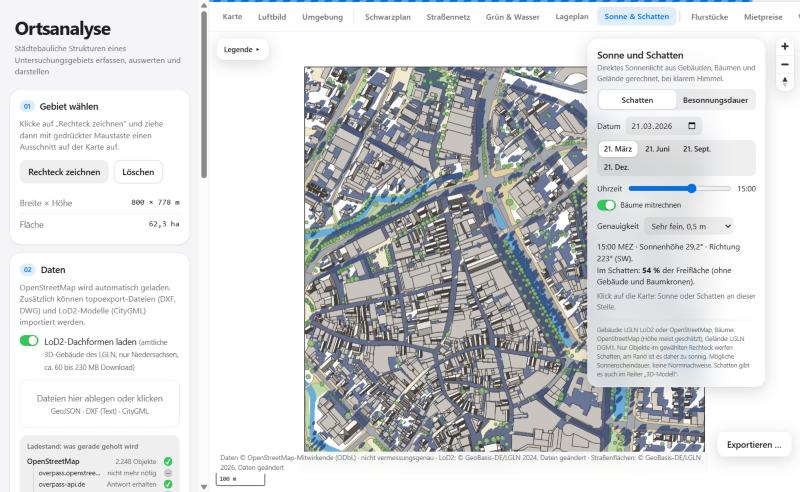 Ortsanalyse
Städtebauliche Strukturen eines
Untersuchungsgebiets erfassen, auswerten und
darstellen
01 Gebiet wählen
Klicke auf „Rechteck zeichnen" und ziehe
dann mit gedrückter Maustaste einen
Ausschnitt auf der Karte auf.
Rechteck zeichnen Löschen
Breite × Höhe 800 × 778 m
Fläche 62,3 ha
02 Daten
OpenStreetMap wird automatisch geladen.
Zusätzlich können topoexport-Dateien (DXF,
DWG) und LoD2-Modelle (CityGML)
importiert werden.
LoD2-Dachformen laden (amtliche
3D-Gebäude des LGLN, nur Niedersachsen,
ca. 60 bis 230 MB Download)
Dateien hier ablegen oder klicken
GeoJSON · DXF (Text) · CityGML
Ladestand: was gerade geholt wird
OpenStreetMap 2.248 Objekte
overpass.openstree... nicht mehr nötig
overpass-api.de Antwort erhalten
Karte Luftbild Umgebung Schwarzplan Straßennetz Grün & Wasser Lageplan Sonne & Schatten Flurstücke Mietpreise
Legende
Sonne und Schatten
Direktes Sonnenlicht aus Gebäuden, Bäumen und
Gelände gerechnet, bei klarem Himmel.
Schatten Besonnungsdauer
Datum 21.03.2026
21. März 21. Juni 21. Sept.
21. Dez.
Uhrzeit 15:00
Bäume mitrechnen
Genauigkeit Sehr fein, 0,5 m
15:00 MEZ · Sonnenhöhe 29,2° · Richtung
223° (SW).
Im Schatten: 54 % der Freifläche (ohne
Gebäude und Baumkronen).
Klick auf die Karte: Sonne oder Schatten an dieser
Stelle.
Gebäude: LGLN LoD2 oder OpenStreetMap, Bäume:
OpenStreetMap (Höhe meist geschätzt), Gelände: LGLN
DGM1. Nur Objekte im gewählten Rechteck werfen
Schatten, am Rand ist es daher zu sonnig. Mögliche
Sonnenscheindauer, keine Normnachweise. Schatten gibt
es auch im Reiter „3D-Modell".
Exportieren ...
Daten © OpenStreetMap-Mitwirkende (ODbL) · nicht vermessungsgenau · LoD2: © GeoBasis-DE/LGLN 2024, Daten geändert · Straßenflächen: © GeoBasis-DE/LGLN
2026, Daten geändert
100 m